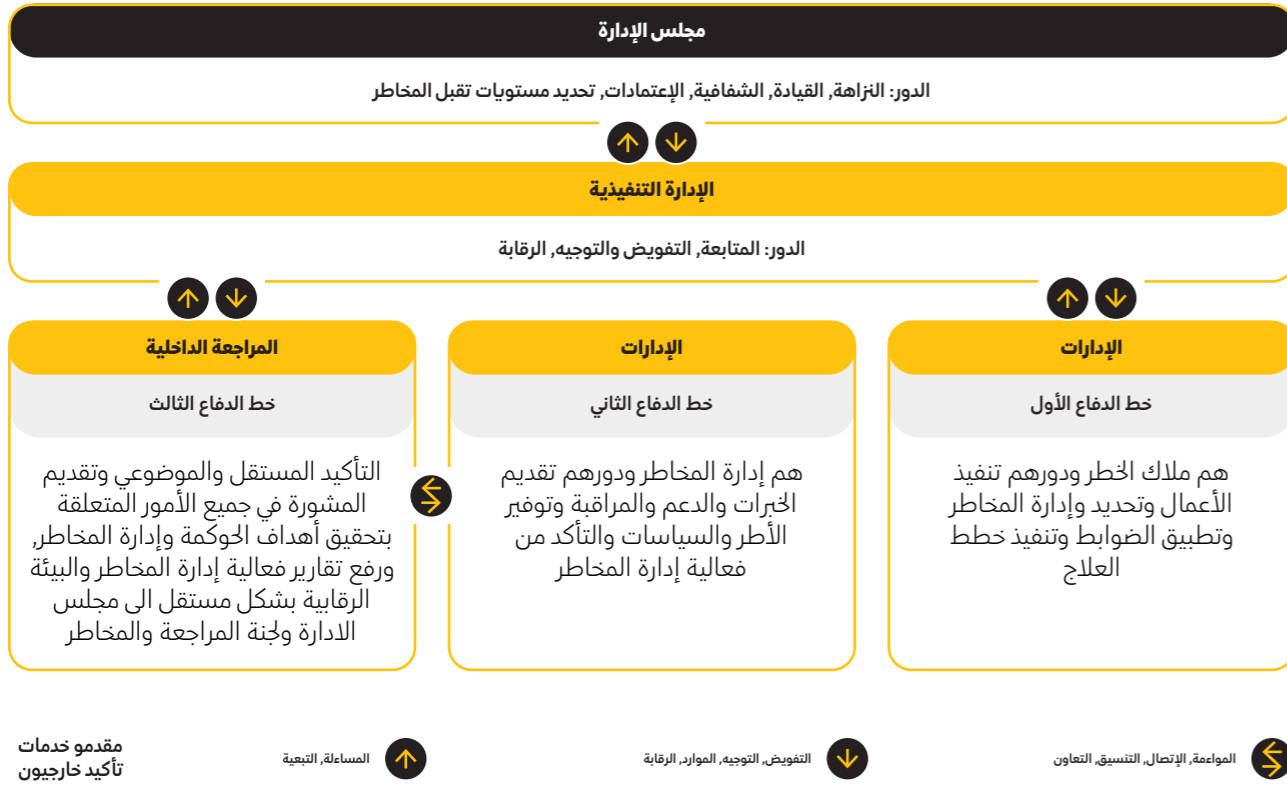 مجلس الإدارة
الدور: النزاهة, القيادة, الشفافية, الإعتمادات, تحديد مستويات تقبل المخاطر
الإدارة التنفيذية
الدور: المتابعة, التفويض والتوجيه, الرقابة
الإدارات
خط الدفاع الأول
هم ملاك الخطر ودورهم تنفيذ
الأعمال وتحديد وإدارة المخاطر
وتطبيق الضوابط وتنفيذ خطط
العلاج
الإدارات
خط الدفاع الثاني
هم إدارة المخاطر ودورهم تقديم
الخبرات والدعم والمراقبة وتوفير
الأطر والسياسات والتأكد من
فعالية إدارة المخاطر
المراجعة الداخلية
خط الدفاع الثالث
التأكيد المستقل والموضوعي وتقديم
المشورة في جميع الأمور المتعلقة
بتحقيق أهداف الحوكمة وإدارة المخاطر,
ورفع تقارير فعالية إدارة المخاطر والبيئة
الرقابية بشكل مستقل الى مجلس
الادارة ولجنة المراجعة والمخاطر
المواءمة, الإتصال, التنسيق, التعاون
التفويض, التوجيه, الموارد, الرقابة
المساءلة, التبعية
مقدمو خدمات
تأكيد خارجيون